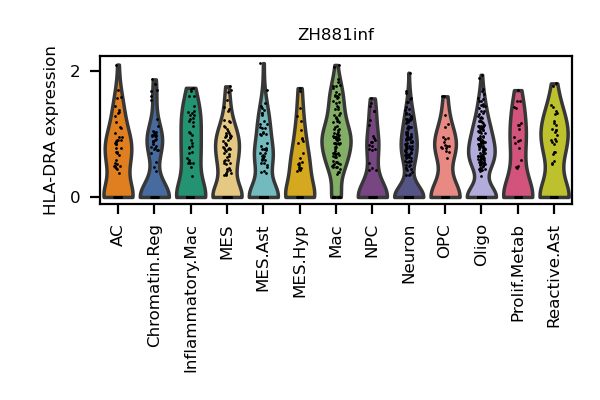 ZH881inf
HLA-DRA expression
2
0
AC
Chromatin.Reg
Inflammatory.Mac
MES
MES.Ast
MES.Hyp
Mac
NPC
Neuron
OPC
Oligo
Prolif.Metab
Reactive.Ast